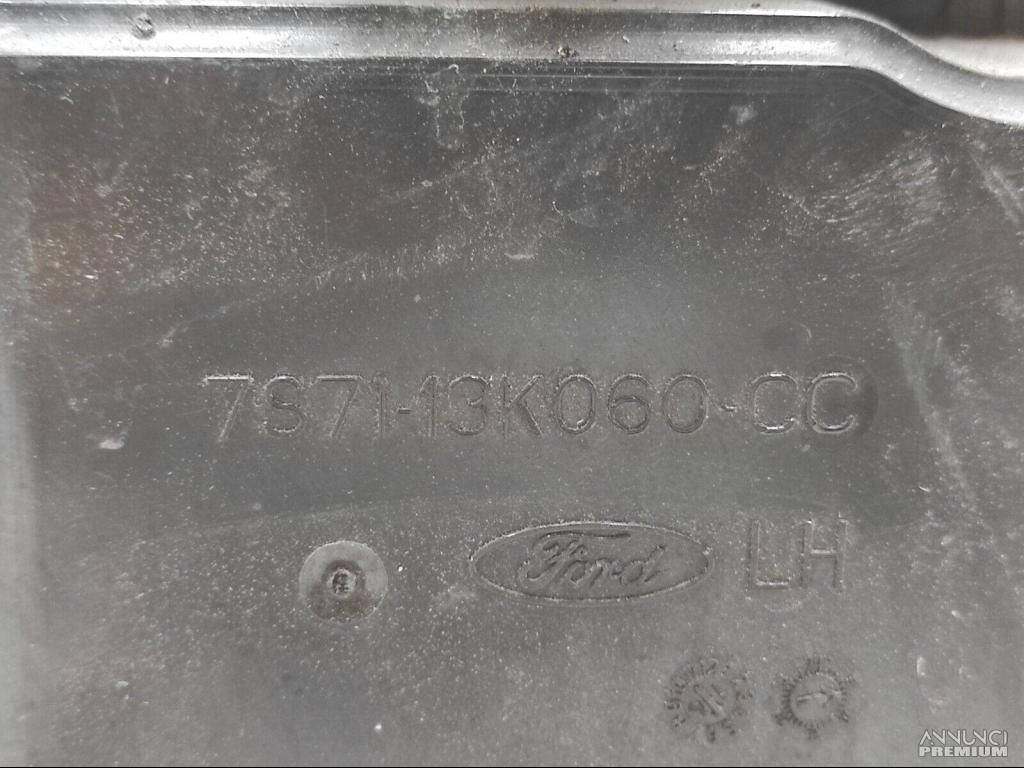 7S71-13K060-CC
Ford LH
ANNUNCI
PREMIUM